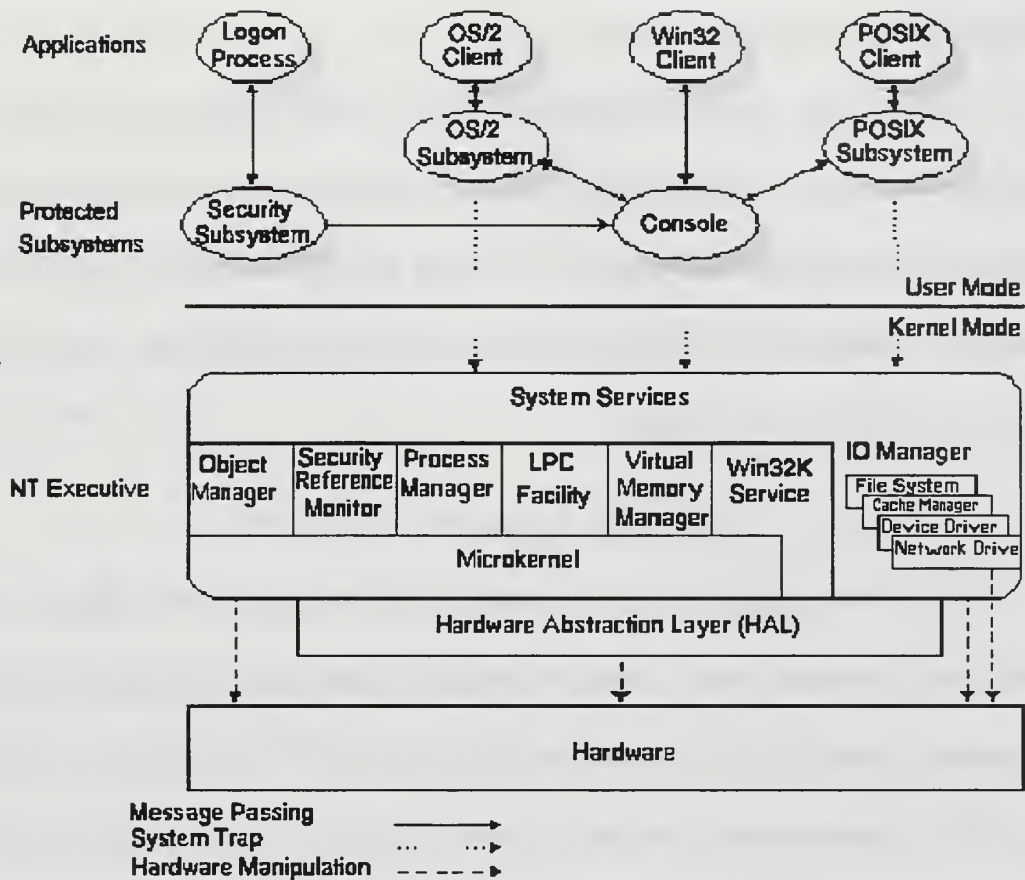 Applications
Logon
Process
OS/2
Client
Win32
Client
POSIX
Client
OS/2
Subsystem
POSIX
Subsystem
Protected
Subsystems
Security
Subsystem
Console
User Mode
Kernel Mode
System Services
NT Executive
Object
Manager
Security
Reference
Monitor
Process
Manager
LPC
Facility
Virtual
Memory
Manager
Win32K
Service
IO Manager
File System
Cache Manager
Device Driver
Network Drive
Microkernel
Hardware Abstraction Layer (HAL)
Hardware
Message Passing
System Trap
Hardware Manipulation